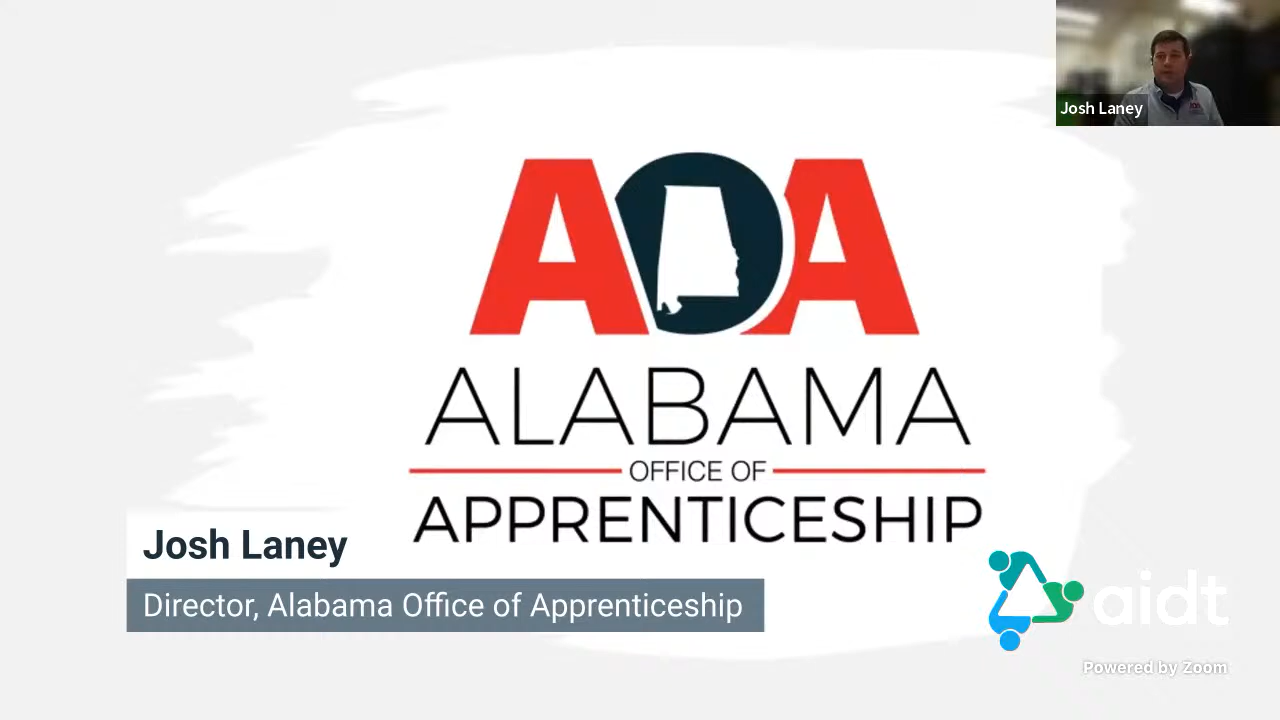 Josh Laney
AOA
ALABAMA
OFFICE OF
APPRENTICESHIP
Josh Laney
Director, Alabama Office of Apprenticeship
aidt
Powered by Zoom